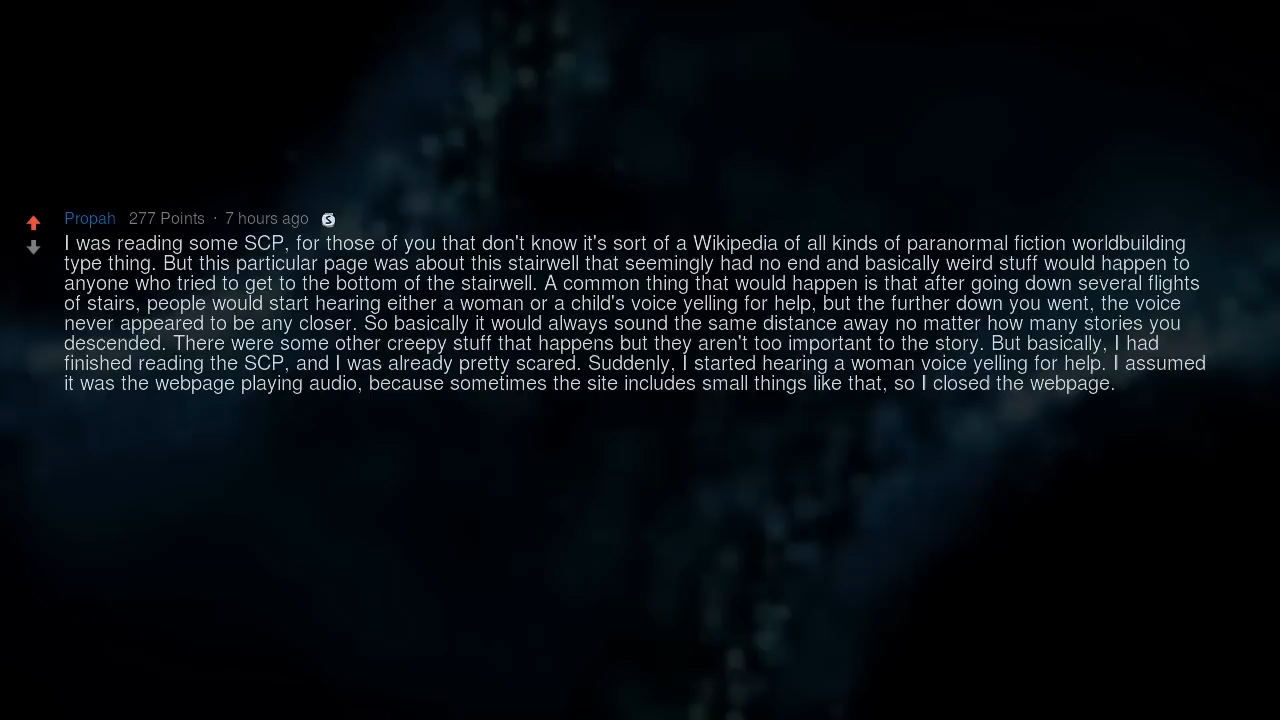 Propah 277 Points · 7 hours ago
I was reading some SCP, for those of you that don't know it's sort of a Wikipedia of all kinds of paranormal fiction worldbuilding
type thing. But this particular page was about this stairwell that seemingly had no end and basically weird stuff would happen to
anyone who tried to get to the bottom of the stairwell. A common thing that would happen is that after going down several flights
of stairs, people would start hearing either a woman or a child's voice yelling for help, but the further down you went, the voice
never appeared to be any closer. So basically it would always sound the same distance away no matter how many stories you
descended. There were some other creepy stuff that happens but they aren't too important to the story. But basically, I had
finished reading the SCP, and I was already pretty scared. Suddenly, I started hearing a woman voice yelling for help. I assumed
it was the webpage playing audio, because sometimes the site includes small things like that, so I closed the webpage.